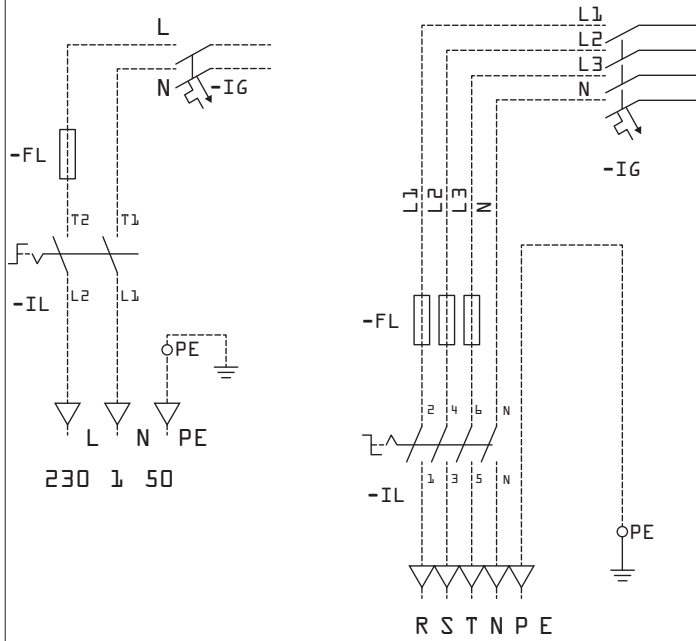 L
N
-IG
-FL
T2 T1
-IL
L2 L1
PE
L N PE
230 1 50
L1
L2
L3
N
-IG
L1 L2 L3 N
-FL
2 4 6 N
-IL
1 3 5 N
PE
R S T N P E